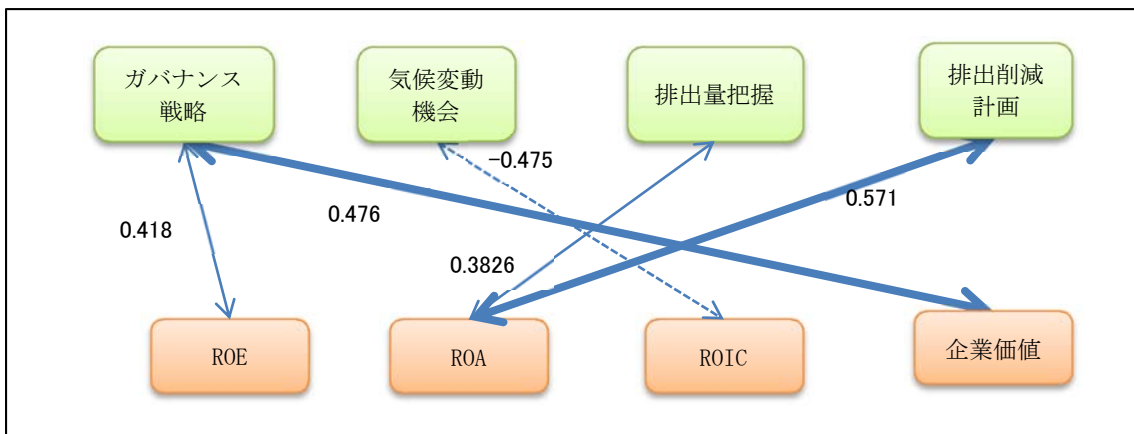 ガバナンス
戦略
気候変動
機会
排出量把握
排出削減
計画
-0.475
0.571
0.476
0.418
0.3826
ROE
ROA
ROIC
企業価値